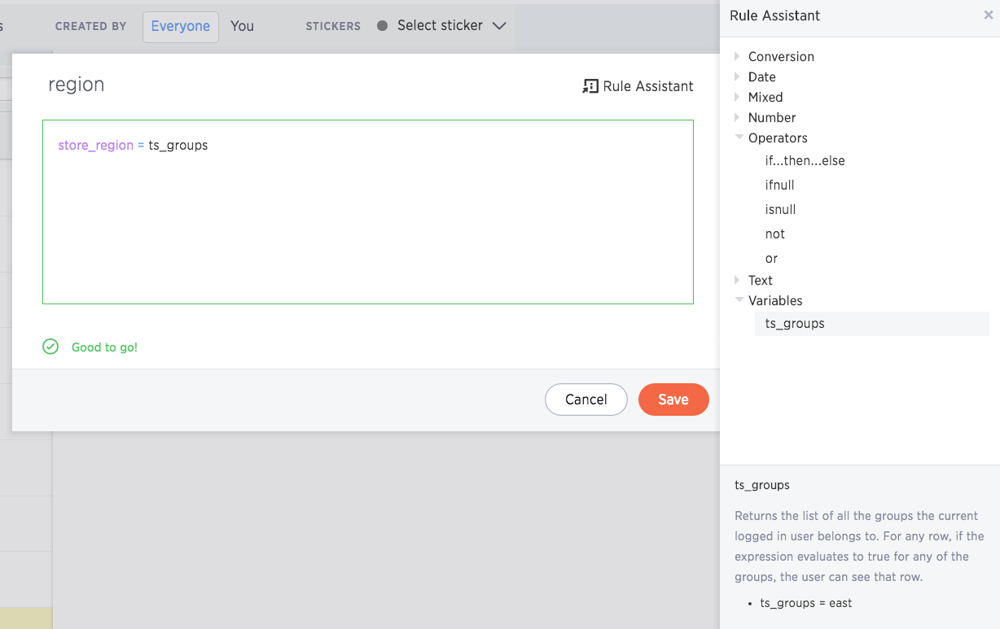 s CREATED BY Everyone You STICKERS Select sticker
region
Rule Assistant
store_region = ts_groups
Good to go!
Cancel Save
Rule Assistant ×
Conversion
Date
Mixed
Number
Operators
if...then...else
ifnull
isnull
not
or
Text
Variables
ts_groups
ts_groups
Returns the list of all the groups the current
logged in user belongs to. For any row, if the
expression evaluates to true for any of the
groups, the user can see that row.
• ts_groups = east